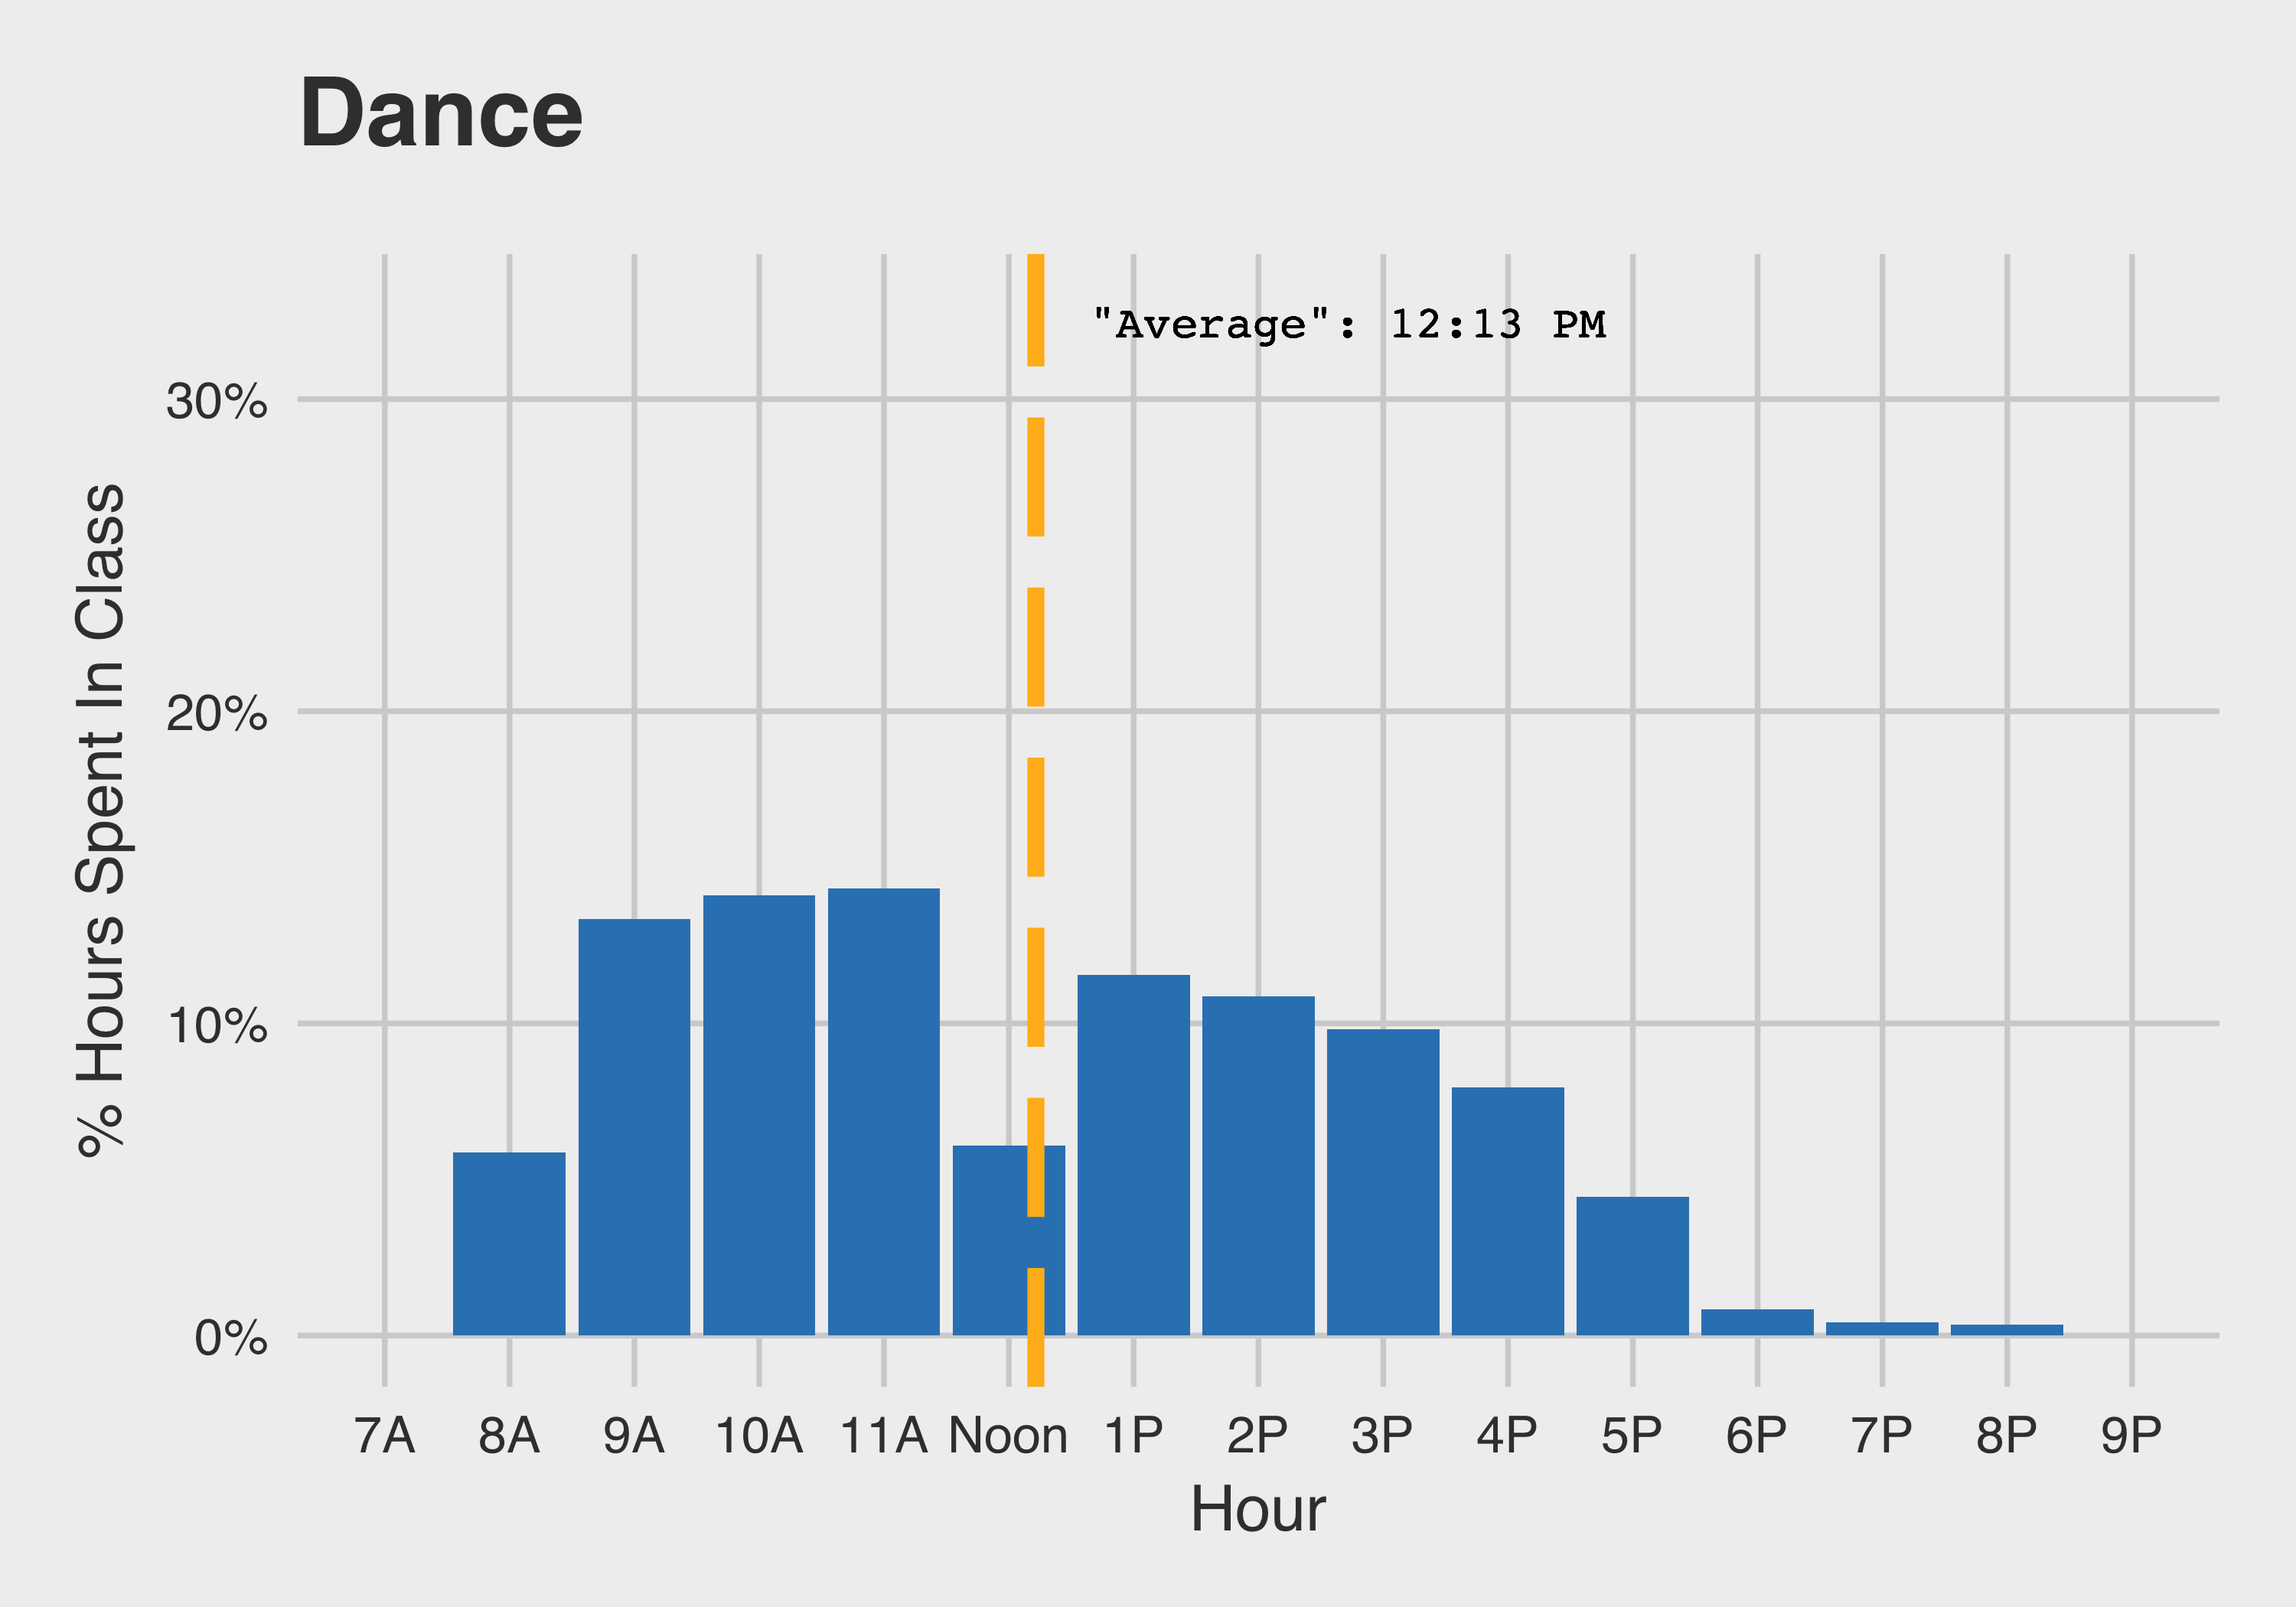 Dance
"Average": 12:13 PM
30%
20%
10%
0%
% Hours Spent In Class
7A 8A 9A 10A 11A Noon 1P 2P 3P 4P 5P 6P 7P 8P 9P
Hour